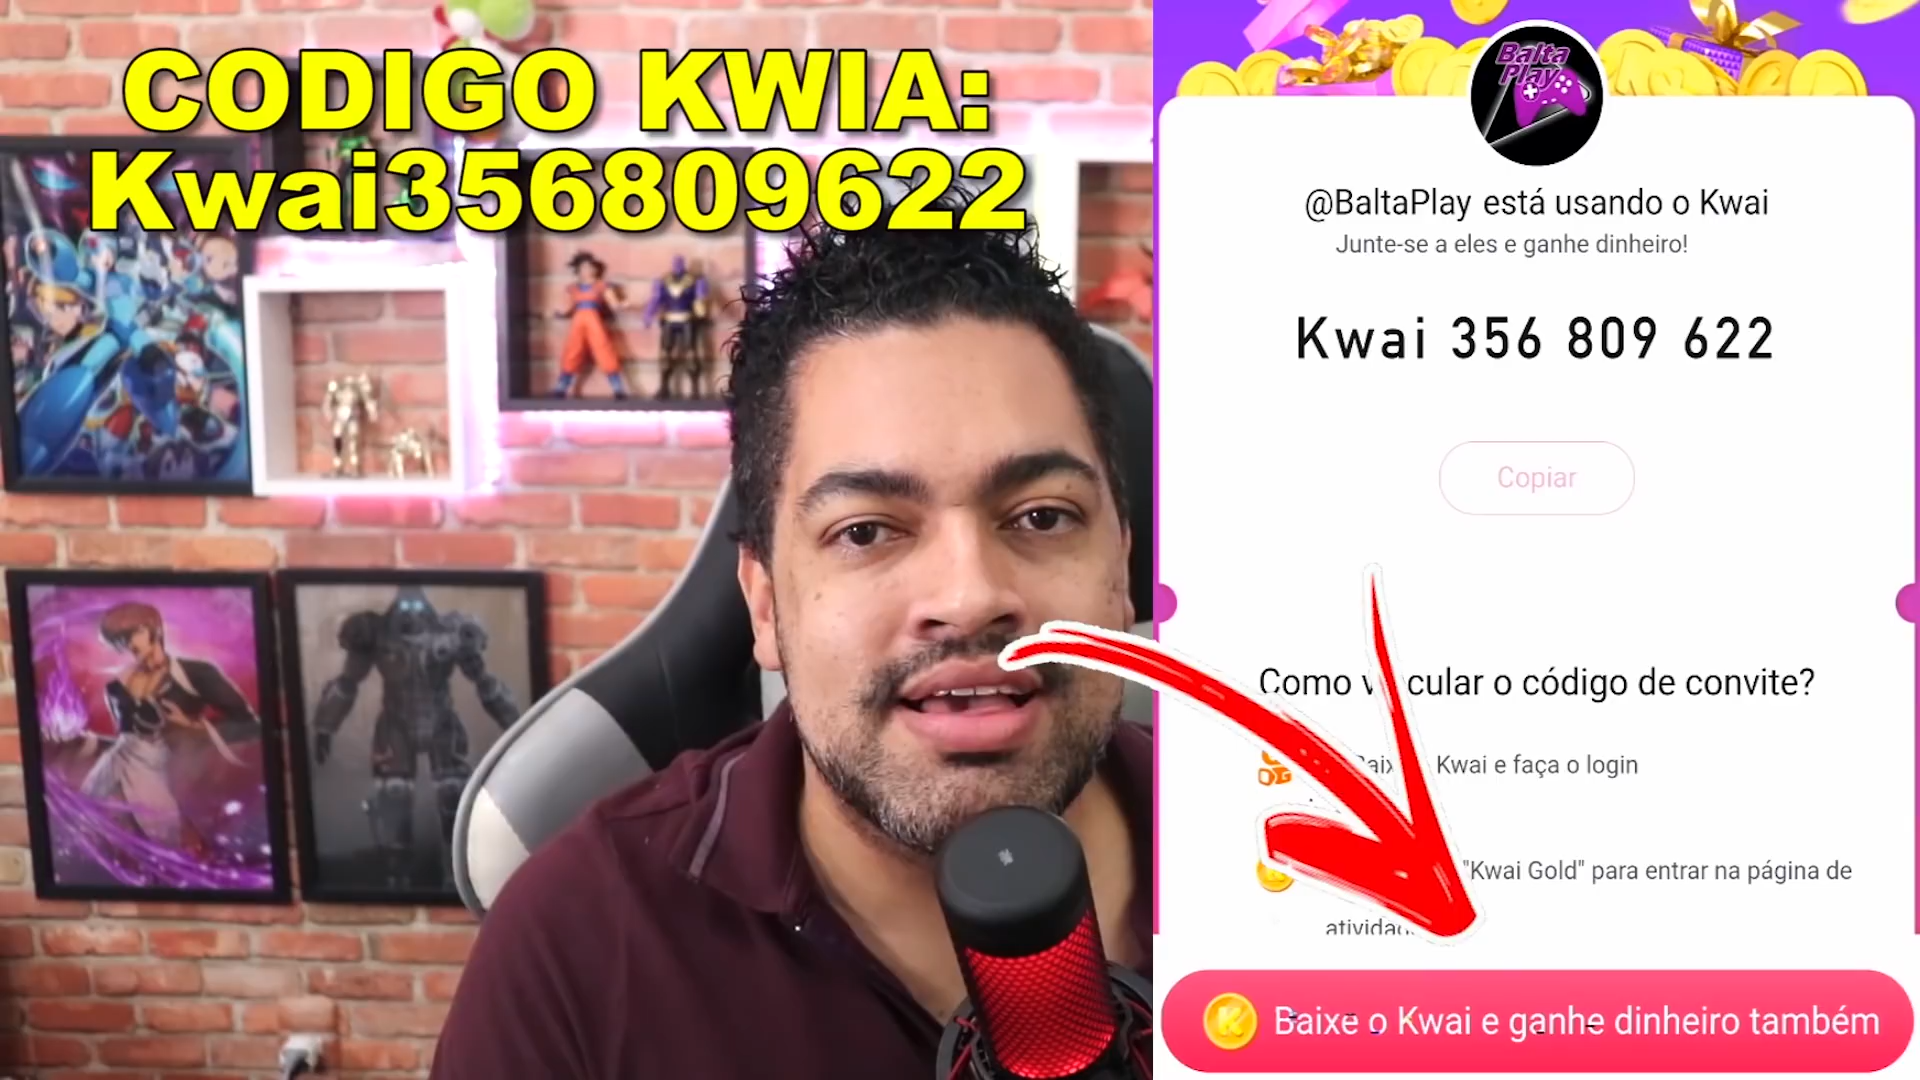 CODIGO KWIA:
Kwai356809622
Balta
Play
@BaltaPlay está usando o Kwai
Junte-se a eles e ganhe dinheiro!
Kwai 356 809 622
Copiar
Como cular o código de convite?
Kwai e faça o login
"Kwai Gold" para entrar na página de
Baixe o Kwai e ganhe dinheiro também